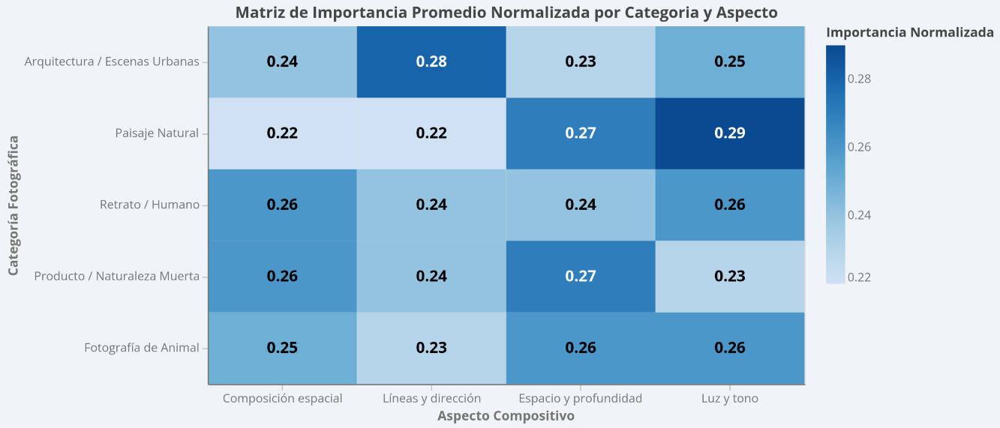 Matriz de Importancia Promedio Normalizada por Categoria y Aspecto
Importancia Normalizada
Categoría Fotográfica
Arquitectura / Escenas Urbanas 0.24 0.28 0.23 0.25
Paisaje Natural 0.22 0.22 0.27 0.29
Retrato / Humano 0.26 0.24 0.24 0.26
Producto / Naturaleza Muerta 0.26 0.24 0.27 0.23
Fotografía de Animal 0.25 0.23 0.26 0.26
Composición espacial Líneas y dirección Espacio y profundidad Luz y tono
Aspecto Compositivo
0.28
0.26
0.24
0.22